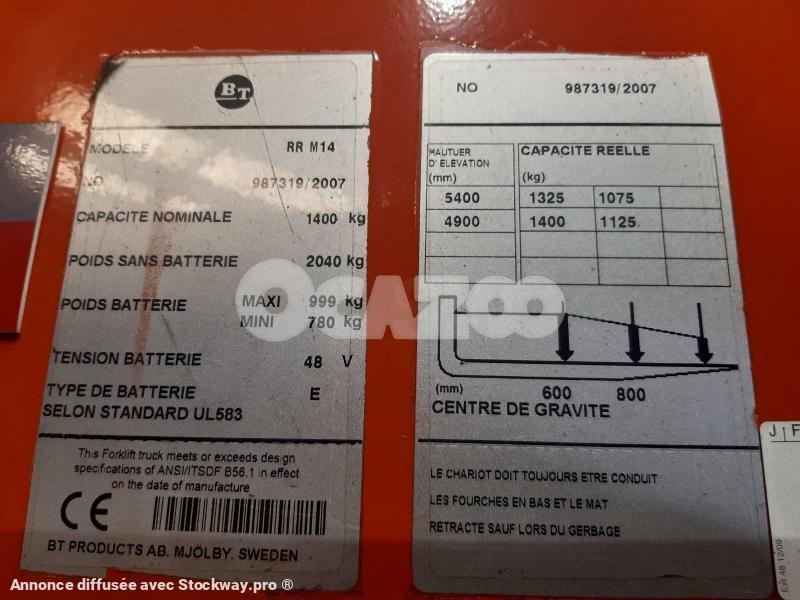 BT
MODELE RR M14
NO 987319/2007
CAPACITE NOMINALE 1400 kg
POIDS SANS BATTERIE 2040 kg
POIDS BATTERIE MAXI 999 kg
MINI 780 kg
TENSION BATTERIE 48 V
TYPE DE BATTERIE E
SELON STANDARD UL583
This Forklift truck meets or exceeds design
specifications of ANSI/ITSDF B56.1 in effect
on the date of manufacture
CE
BT PRODUCTS AB. MJÖLBY. SWEDEN
NO 987319/2007
HAUTUER
D' ELEVATION
(mm)
CAPACITE REELLE
(kg)
5400 1325 1075
4900 1400 1125
(mm) 600 800
CENTRE DE GRAVITE
LE CHARIOT DOIT TOUJOURS ETRE CONDUIT
LES FOURCHES EN BAS ET LE MAT
RETRACTE SAUF LORS DU GERBAGE
OCAZOO
J F
Ex1 48 12/09
Annonce diffusée avec Stockway.pro ®